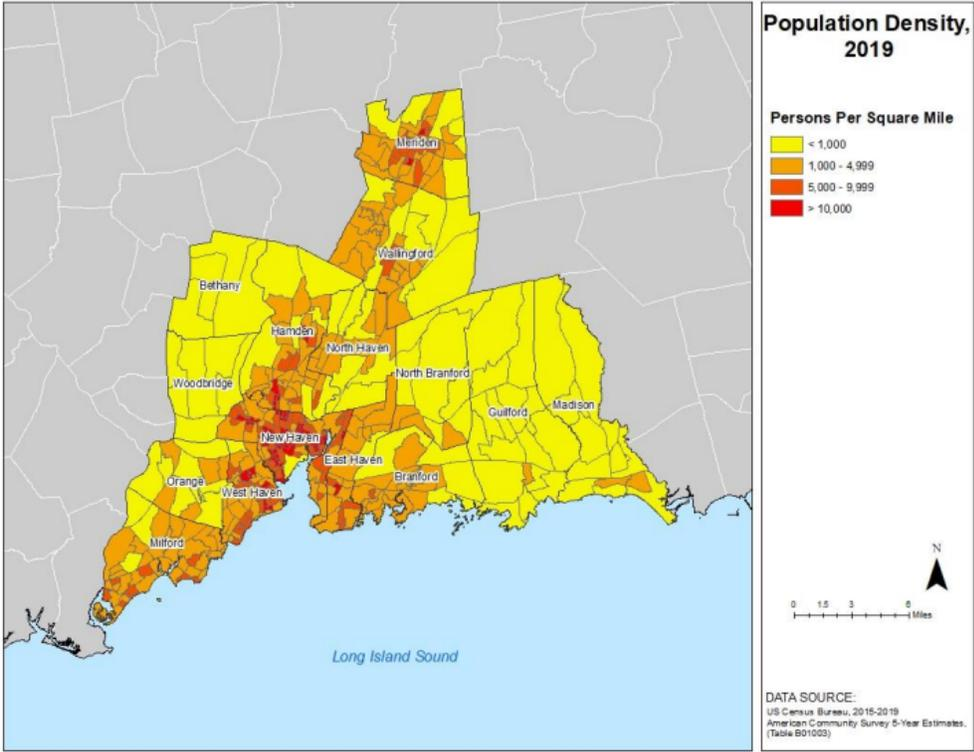 Population Density,
2019
Persons Per Square Mile
< 1,000
1,000 - 4,999
5,000 - 9,999
> 10,000
Meriden
Wallingford
Bethany
Hamden
North Haven
North Branford
Woodbridge
Guilford
Madison
New Haven
East Haven
Branford
Orange
West Haven
Milford
N
0 1.5 3 6
Miles
Long Island Sound
DATA SOURCE:
US Census Bureau, 2015-2019
American Community Survey 5-Year Estimates,
(Table B01003)